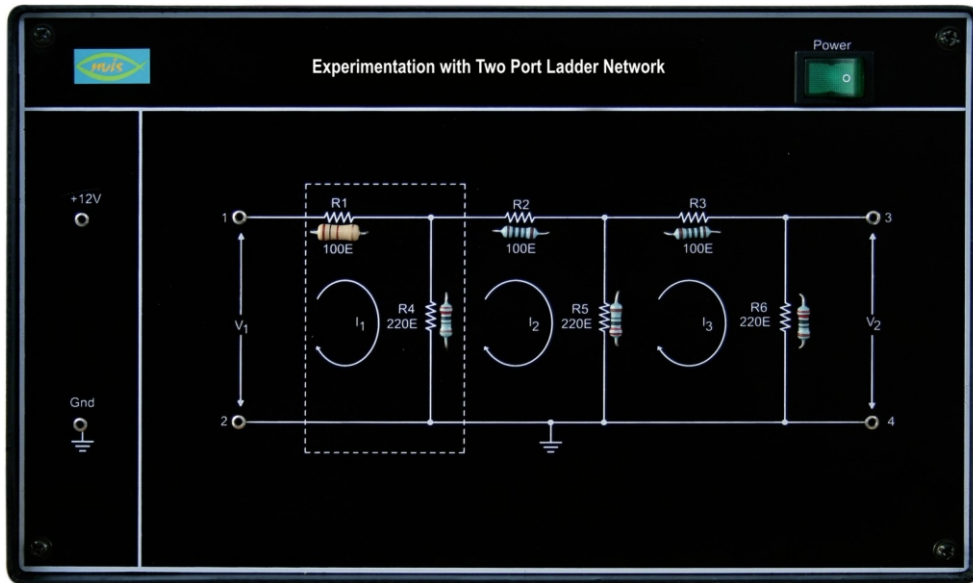 nvis
Experimentation with Two Port Ladder Network
Power
+12V
Gnd
1
R1
100E
R2
100E
R3
100E
3
V1
I1
R4
220E
I2
R5
220E
I3
R6
220E
V2
2
4